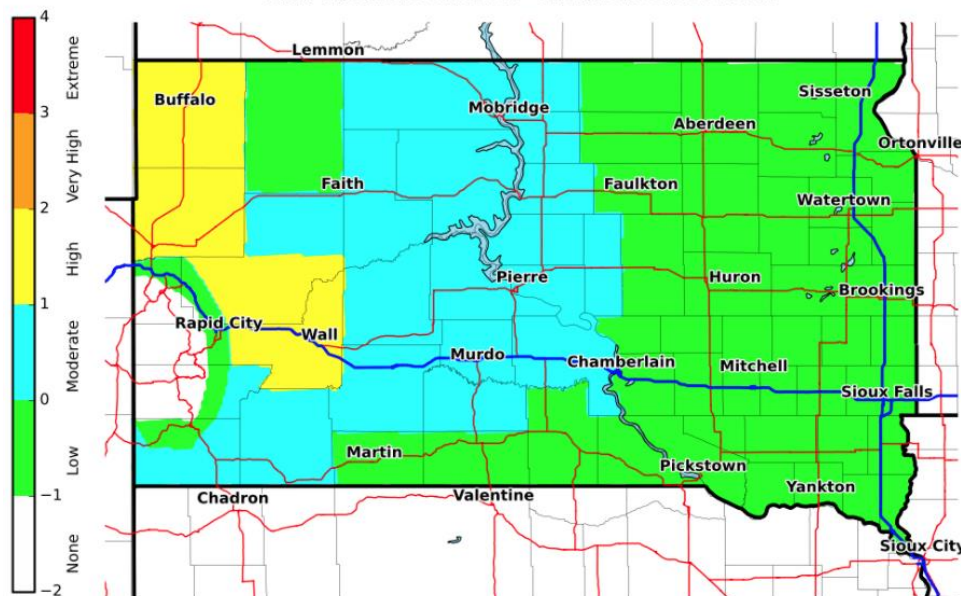 4
3
2
1
0
−1
−2
Extreme
Very High
High
Moderate
Low
None
Lemmon
Buffalo
Sisseton
Mobridge
Aberdeen
Ortonville
Faith
Faulkton
Watertown
Pierre
Huron
Brookings
Rapid City
Wall
Murdo
Chamberlain
Mitchell
Sioux Falls
Martin
Pickstown
Yankton
Chadron
Valentine
Sioux City